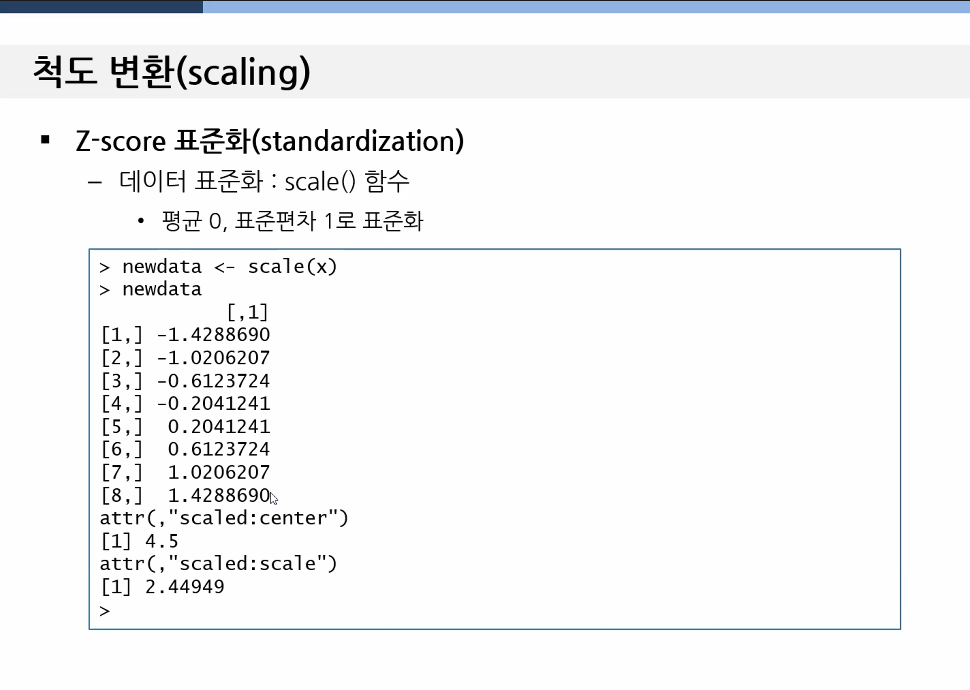 척도 변환(scaling)
▪ Z-score 표준화(standardization)
– 데이터 표준화 : scale() 함수
• 평균 0, 표준편차 1로 표준화
> newdata <- scale(x)
> newdata
           [,1]
[1,] -1.4288690
[2,] -1.0206207
[3,] -0.6123724
[4,] -0.2041241
[5,]  0.2041241
[6,]  0.6123724
[7,]  1.0206207
[8,]  1.4288690
attr(,"scaled:center")
[1] 4.5
attr(,"scaled:scale")
[1] 2.44949
>